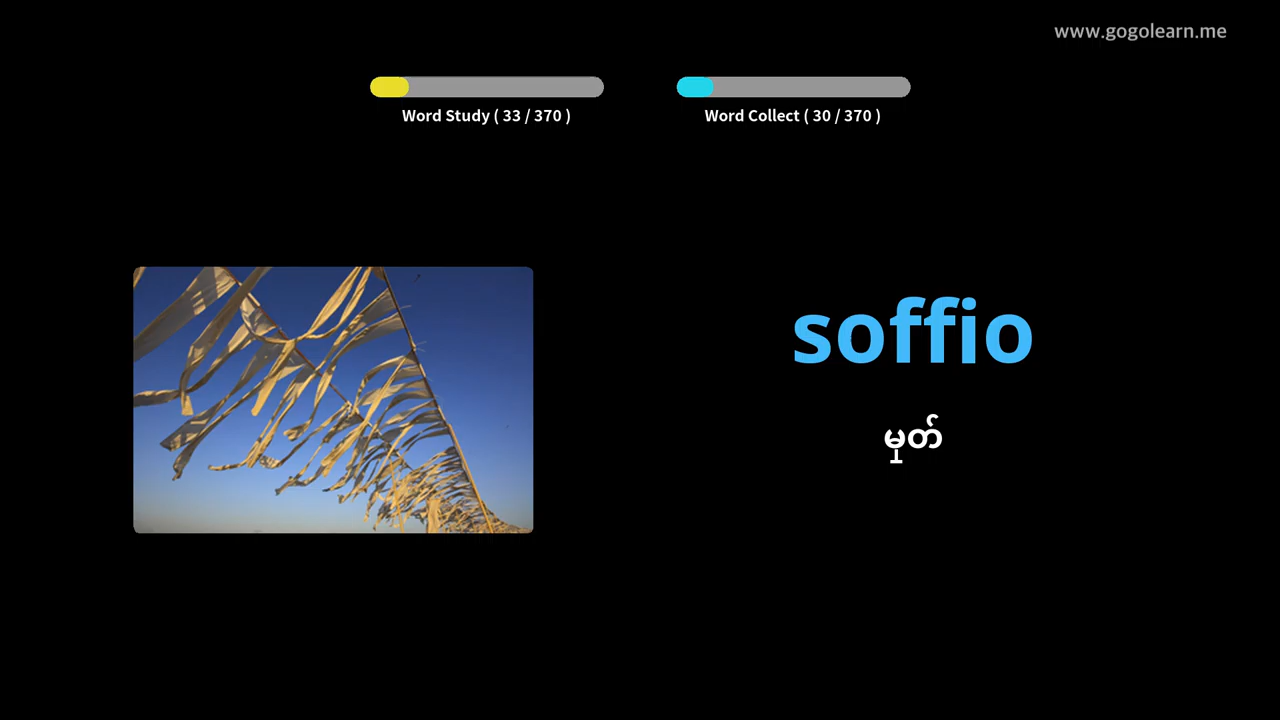 www.gogolearn.me
Word Study ( 33 / 370 )
Word Collect ( 30 / 370 )
soffio
မှုတ်